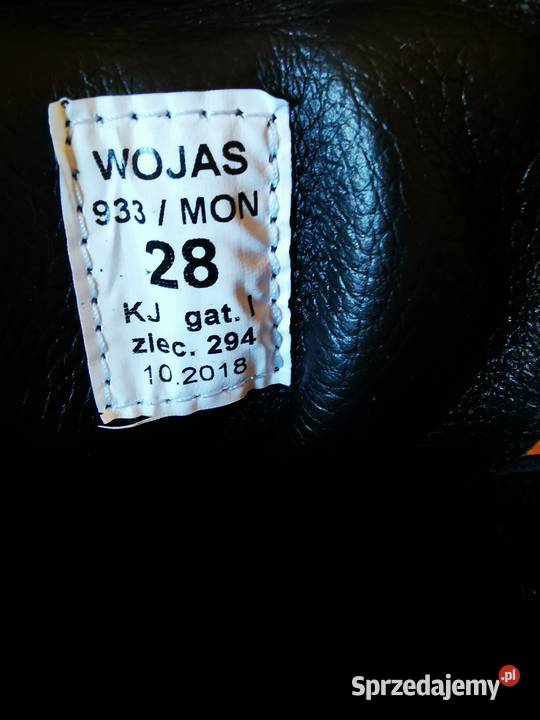 WOJAS
933 / MON
28
KJ gat. I
zlec. 294
10.2018
Sprzedajemy.pl